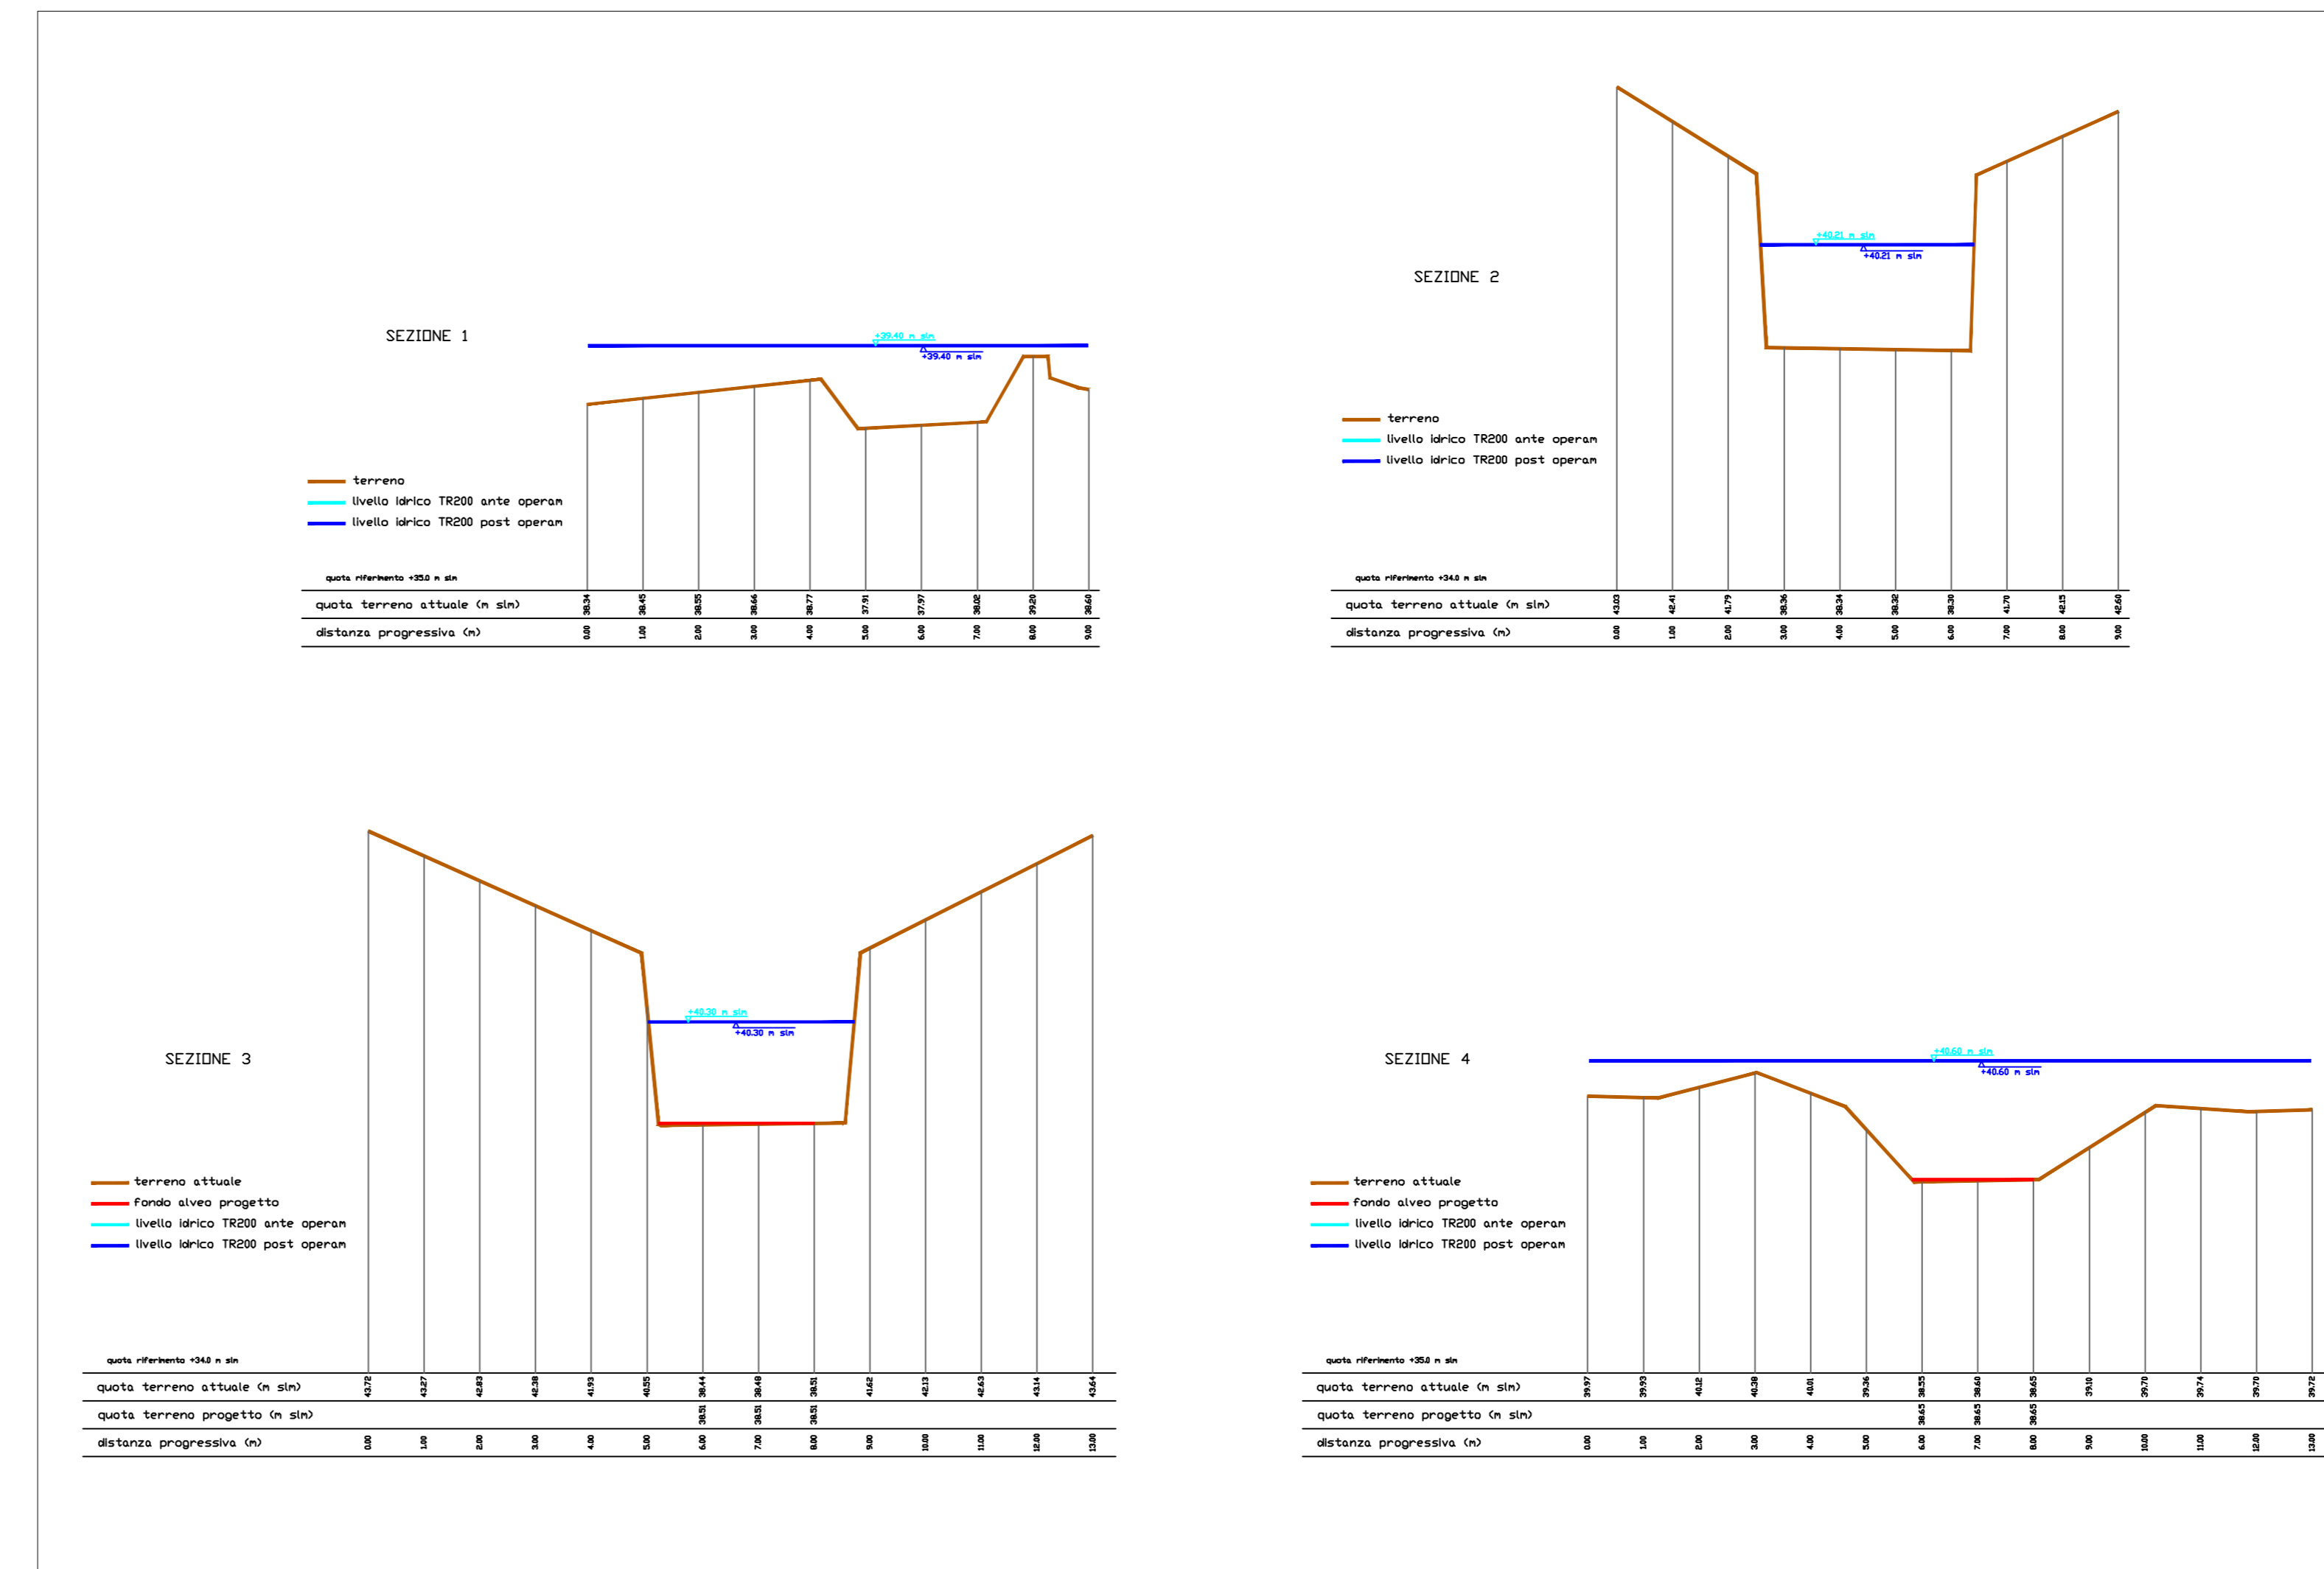 SEZIONE 1
+39.40 m slm
+39.40 m slm
terreno
livello idrico TR200 ante operam
livello idrico TR200 post operam
quota riferimento +35.0 m slm
quota terreno attuale (m slm) 38.34 38.45 38.55 38.66 38.77 37.91 37.97 38.02 39.20 38.60
distanza progressiva (m) 0.00 1.00 2.00 3.00 4.00 5.00 6.00 7.00 8.00 9.00
SEZIONE 2
+40.21 m slm
+40.21 m slm
terreno
livello idrico TR200 ante operam
livello idrico TR200 post operam
quota riferimento +34.0 m slm
quota terreno attuale (m slm) 43.03 42.41 41.79 38.36 38.34 38.32 38.30 41.70 42.15 42.60
distanza progressiva (m) 0.00 1.00 2.00 3.00 4.00 5.00 6.00 7.00 8.00 9.00
SEZIONE 3
+40.30 m slm
+40.30 m slm
terreno attuale
fondo alveo progetto
livello idrico TR200 ante operam
livello idrico TR200 post operam
quota riferimento +34.0 m slm
quota terreno attuale (m slm) 43.72 43.27 42.83 42.38 41.93 40.55 38.44 38.48 38.51 41.62 42.13 42.63 43.14 43.64
quota terreno progetto (m slm) 38.51 38.51 38.51
distanza progressiva (m) 0.00 1.00 2.00 3.00 4.00 5.00 6.00 7.00 8.00 9.00 10.00 11.00 12.00 13.00
SEZIONE 4
+40.60 m slm
+40.60 m slm
terreno attuale
fondo alveo progetto
livello idrico TR200 ante operam
livello idrico TR200 post operam
quota riferimento +35.0 m slm
quota terreno attuale (m slm) 39.97 39.93 40.12 40.38 40.01 39.36 38.55 38.60 38.65 39.10 39.70 39.74 39.70 39.72
quota terreno progetto (m slm) 38.65 38.65 38.65
distanza progressiva (m) 0.00 1.00 2.00 3.00 4.00 5.00 6.00 7.00 8.00 9.00 10.00 11.00 12.00 13.00